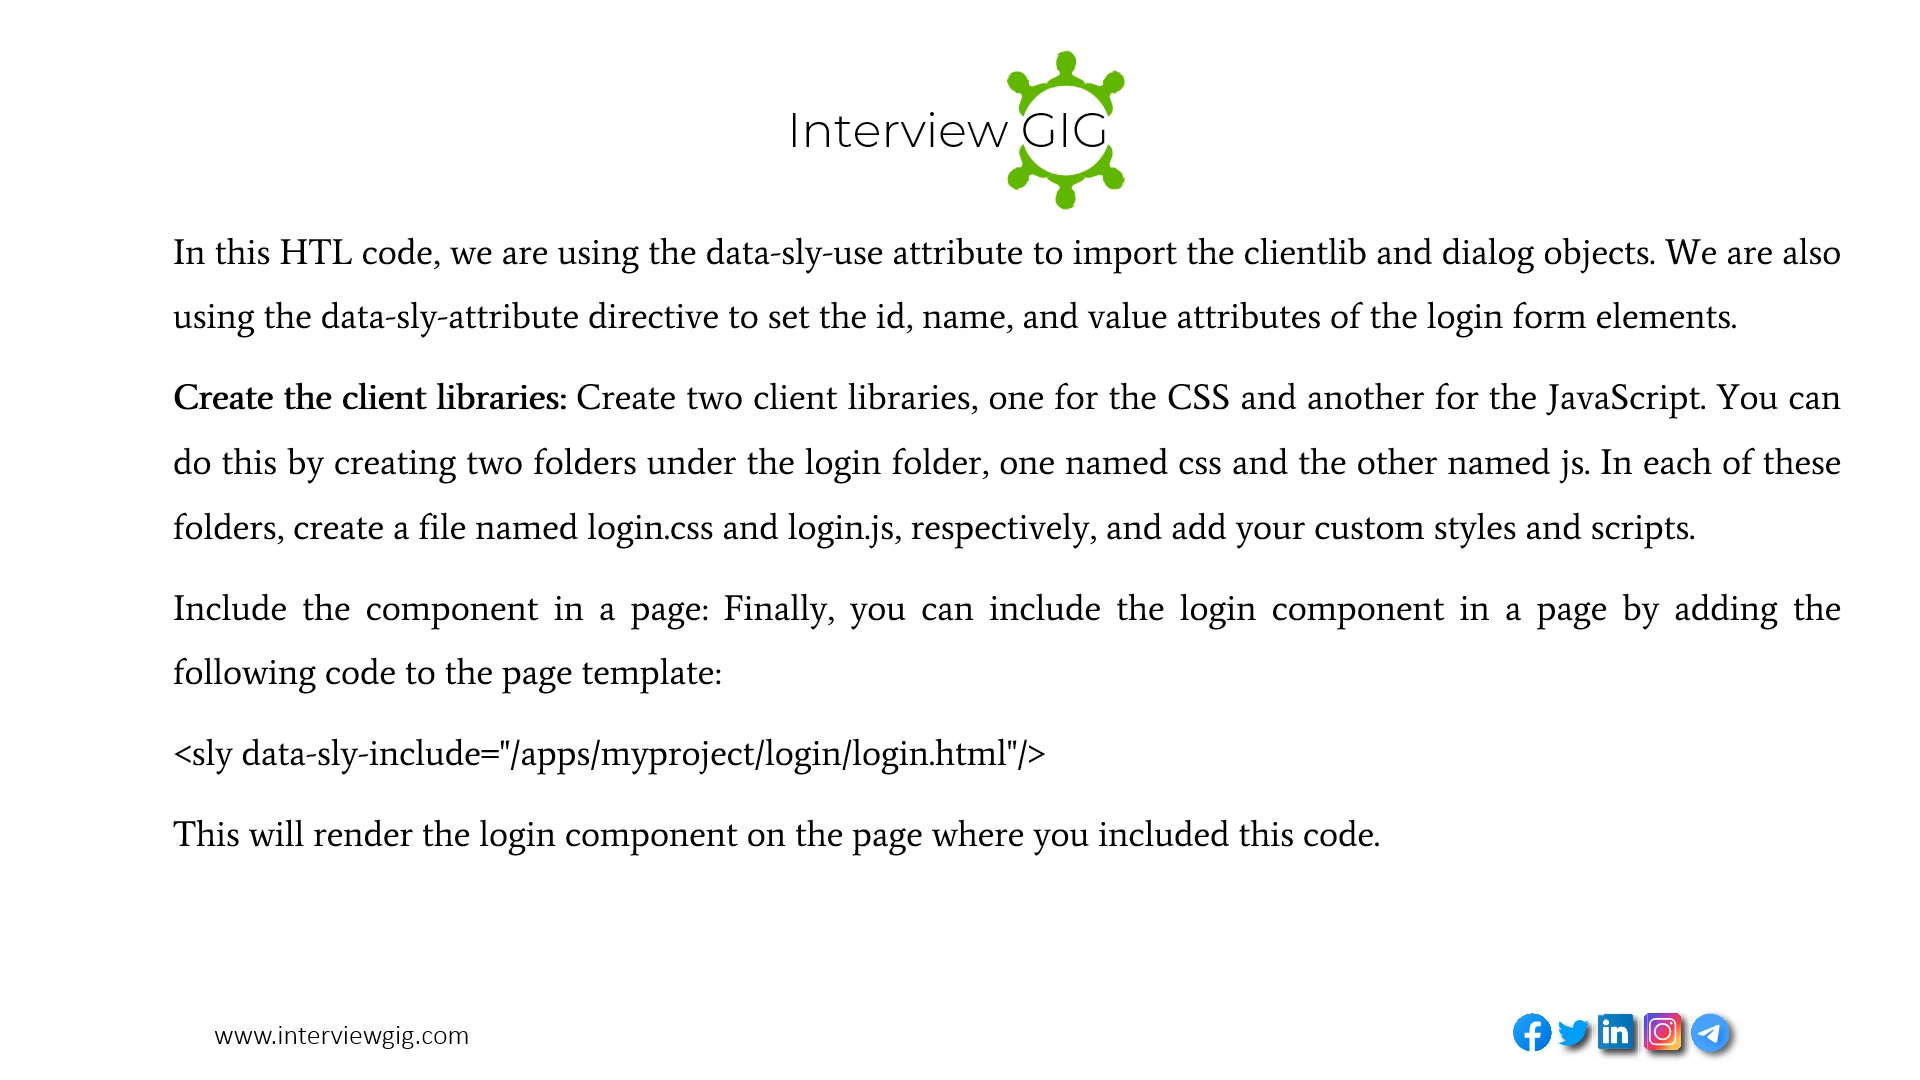 Interview GIG
In this HTL code, we are using the data-sly-use attribute to import the clientlib and dialog objects. We are also
using the data-sly-attribute directive to set the id, name, and value attributes of the login form elements.
Create the client libraries: Create two client libraries, one for the CSS and another for the JavaScript. You can
do this by creating two folders under the login folder, one named css and the other named js. In each of these
folders, create a file named login.css and login.js, respectively, and add your custom styles and scripts.
Include the component in a page: Finally, you can include the login component in a page by adding the
following code to the page template:
<sly data-sly-include="/apps/myproject/login/login.html"/>
This will render the login component on the page where you included this code.
www.interviewgig.com